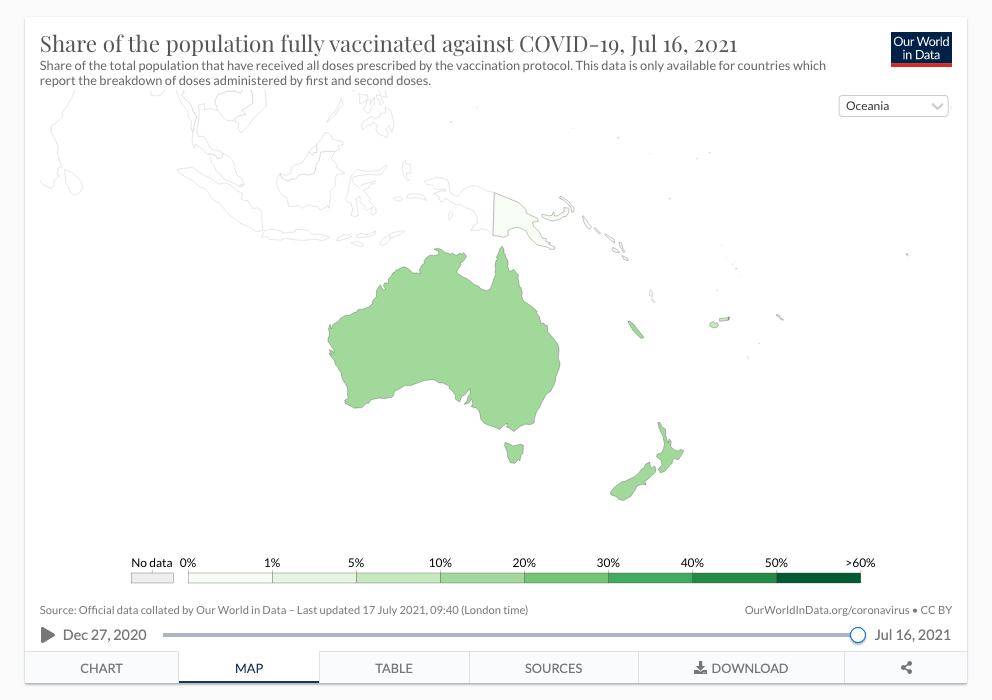 Share of the population fully vaccinated against COVID-19, Jul 16, 2021
Share of the total population that have received all doses prescribed by the vaccination protocol. This data is only available for countries which
report the breakdown of doses administered by first and second doses.
Our World
in Data
Oceania
No data 0% 1% 5% 10% 20% 30% 40% 50% >60%
Source: Official data collated by Our World in Data – Last updated 17 July 2021, 09:40 (London time)
OurWorldInData.org/coronavirus • CC BY
Dec 27, 2020
Jul 16, 2021
CHART MAP TABLE SOURCES DOWNLOAD